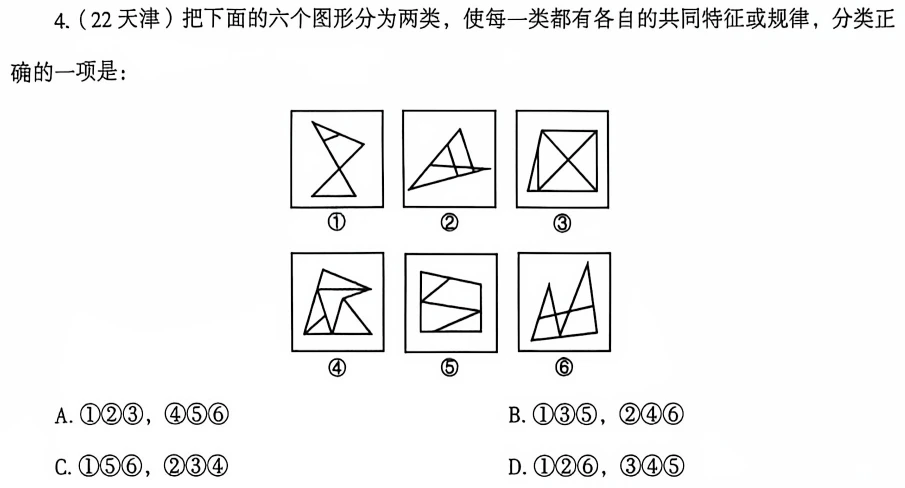 4.（22 天津）把下面的六个图形分为两类，使每一类都有各自的共同特征或规律，分类正
确的一项是：
① ② ③
④ ⑤ ⑥
A. ①②③，④⑤⑥ B. ①③⑤，②④⑥
C. ①⑤⑥，②③④ D. ①②⑥，③④⑤